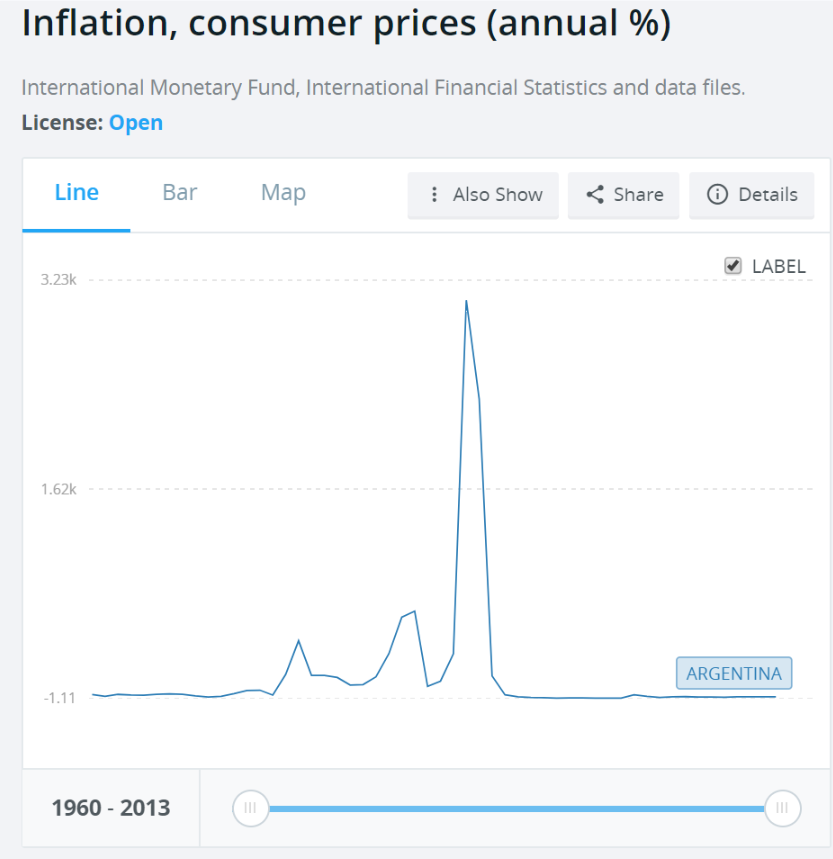 Inflation, consumer prices (annual %)
International Monetary Fund, International Financial Statistics and data files.
License: Open
Line Bar Map Also Show Share Details
LABEL
3.23k
1.62k
ARGENTINA
-1.11
1960 - 2013